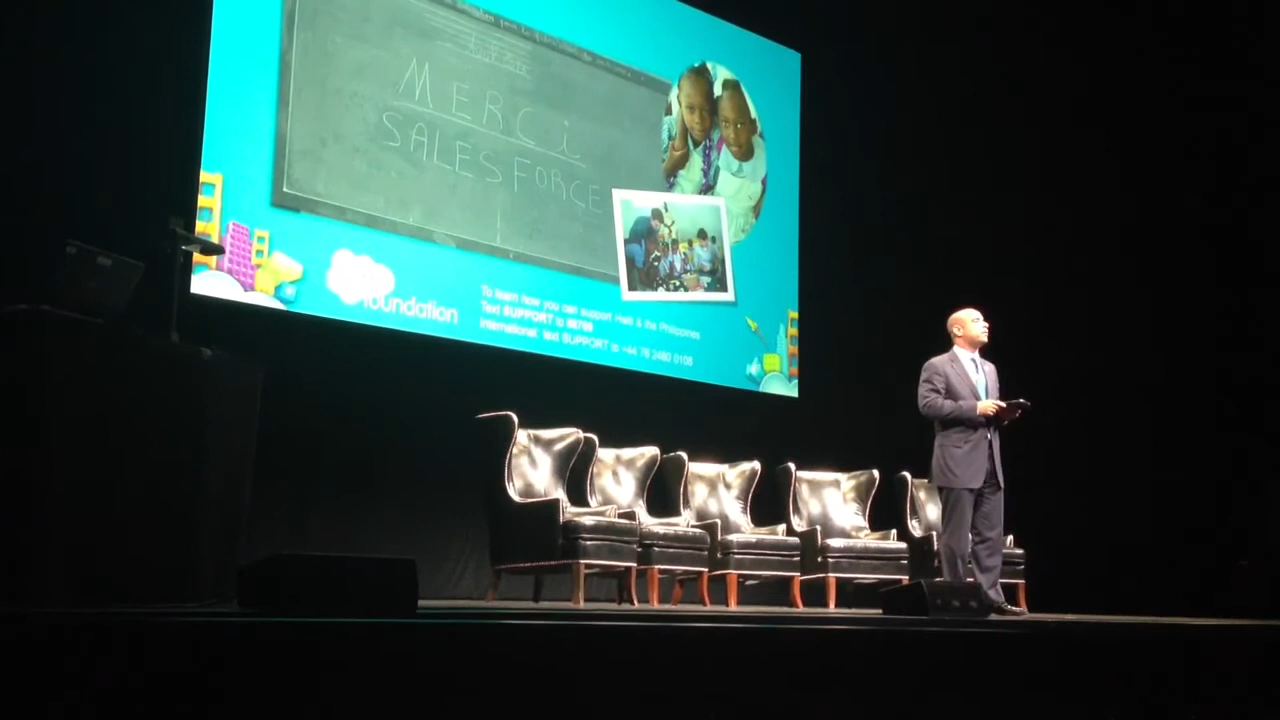 MERCi
SALESFORCE
foundation
To learn how you can support Haiti & the Philippines
Text SUPPORT to
International: text SUPPORT to +44 76 2480 0108